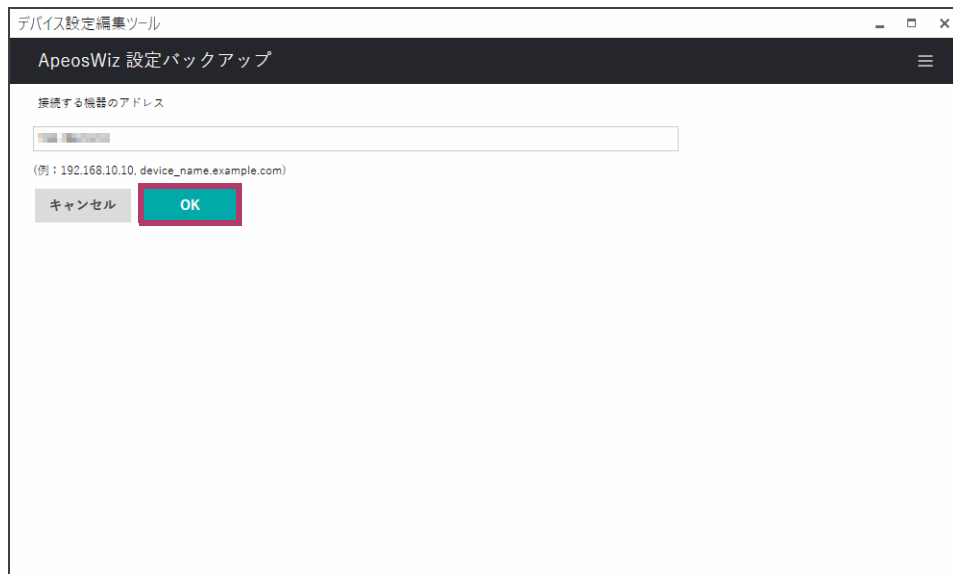 デバイス設定編集ツール
ApeosWiz 設定バックアップ
接続する機器のアドレス
(例：192.168.10.10, device_name.example.com)
キャンセル
OK